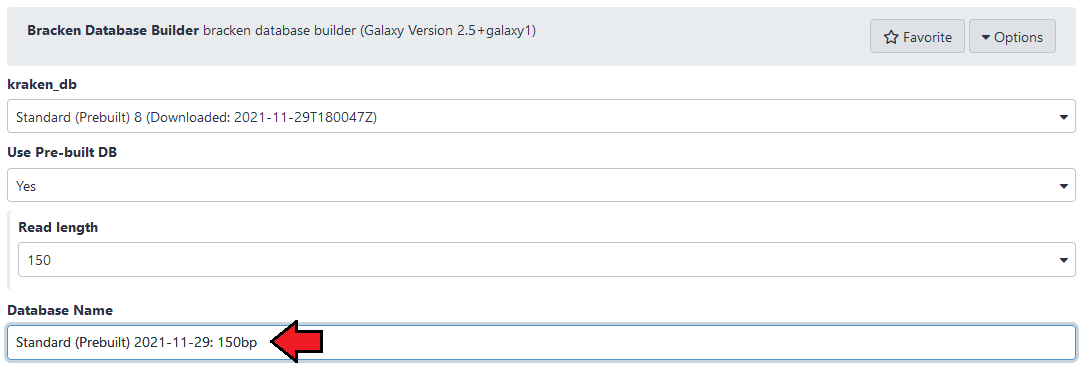 Bracken Database Builder bracken database builder (Galaxy Version 2.5+galaxy1)
Favorite
Options
kraken_db
Standard (Prebuilt) 8 (Downloaded: 2021-11-29T180047Z)
Use Pre-built DB
Yes
Read length
150
Database Name
Standard (Prebuilt) 2021-11-29: 150bp